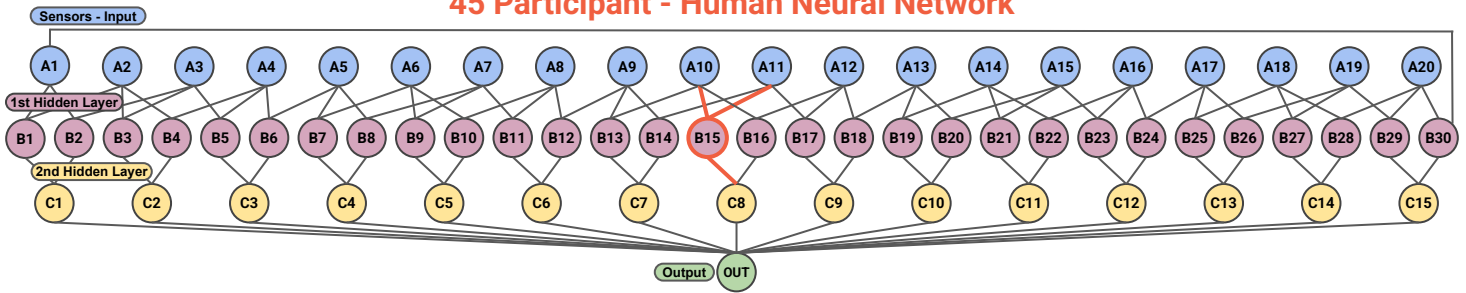 45 Participant - Human Neural Network
Sensors - Input
A1 A2 A3 A4 A5 A6 A7 A8 A9 A10 A11 A12 A13 A14 A15 A16 A17 A18 A19 A20
1st Hidden Layer
B1 B2 B3 B4 B5 B6 B7 B8 B9 B10 B11 B12 B13 B14 B15 B16 B17 B18 B19 B20 B21 B22 B23 B24 B25 B26 B27 B28 B29 B30
2nd Hidden Layer
C1 C2 C3 C4 C5 C6 C7 C8 C9 C10 C11 C12 C13 C14 C15
Output OUT